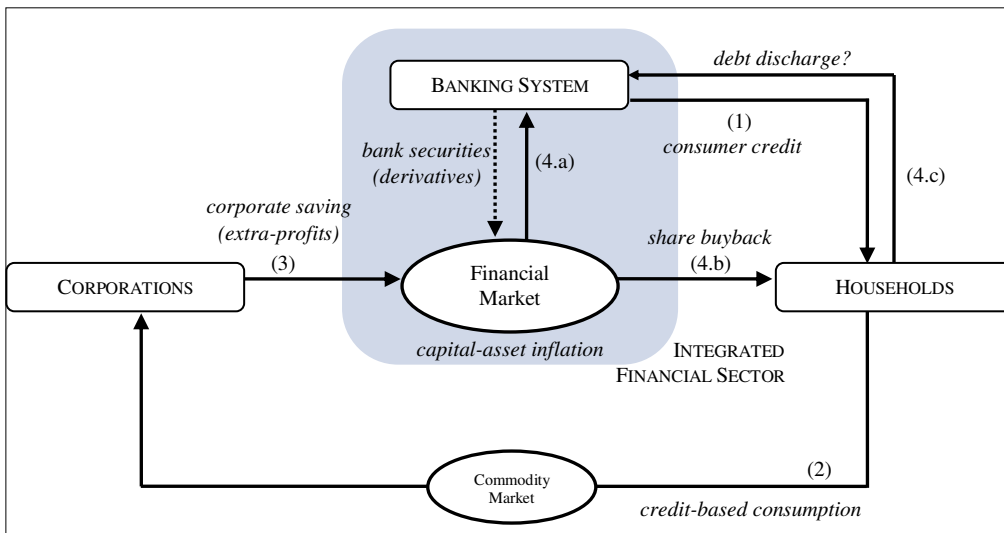 debt discharge?
BANKING SYSTEM
(1)
consumer credit
bank securities
(derivatives)
(4.a)
(4.c)
corporate saving
(extra-profits)
(3)
share buyback
(4.b)
CORPORATIONS
Financial
Market
HOUSEHOLDS
capital-asset inflation
INTEGRATED
FINANCIAL SECTOR
Commodity
Market
(2)
credit-based consumption